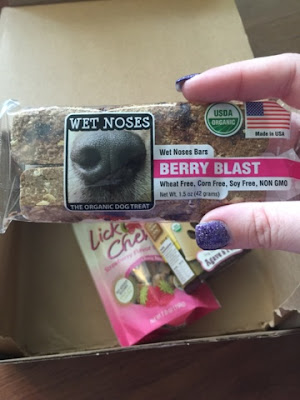 WET NOSES
THE ORGANIC DOG TREAT
USDA
ORGANIC
Made in USA
Wet Noses Bars
BERRY BLAST
Wheat Free, Corn Free, Soy Free, NON GMO
Net Wt. 1.5 oz (42 grams)
Lick
Che